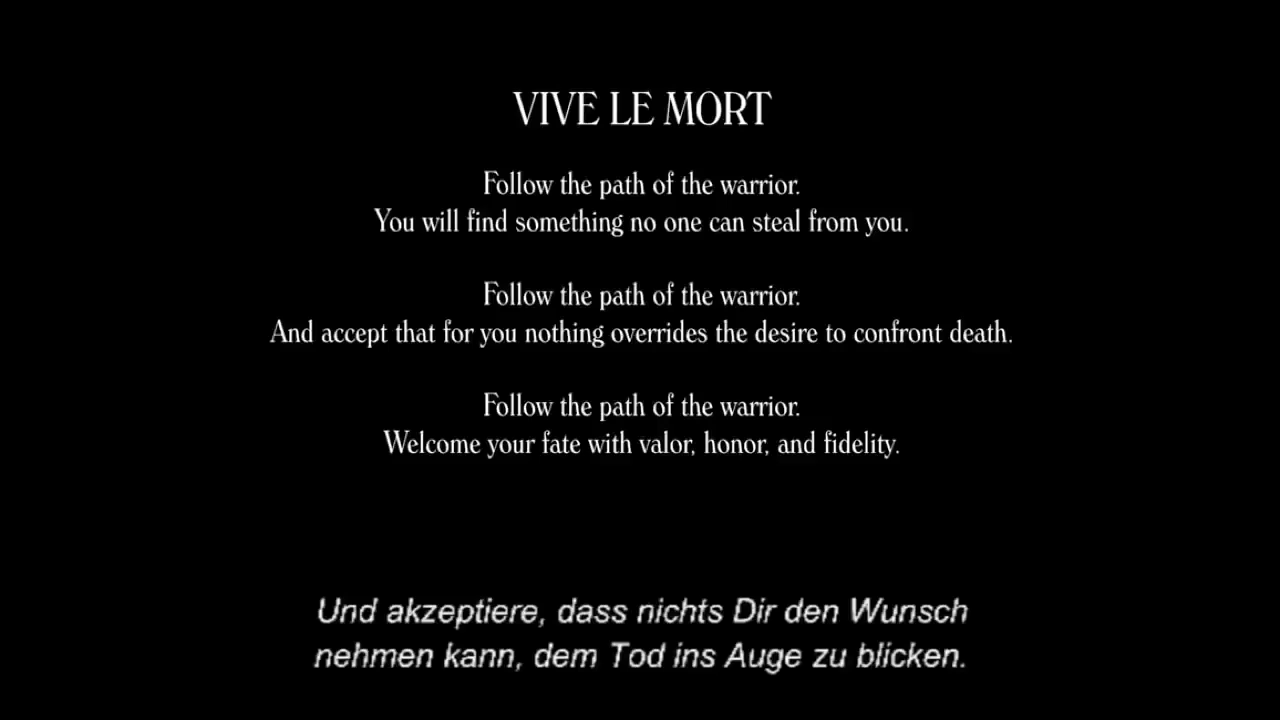 VIVE LE MORT
Follow the path of the warrior.
You will find something no one can steal from you.
Follow the path of the warrior.
And accept that for you nothing overrides the desire to confront death.
Follow the path of the warrior.
Welcome your fate with valor, honor, and fidelity.
Und akzeptiere, dass nichts Dir den Wunsch
nehmen kann, dem Tod ins Auge zu blicken.